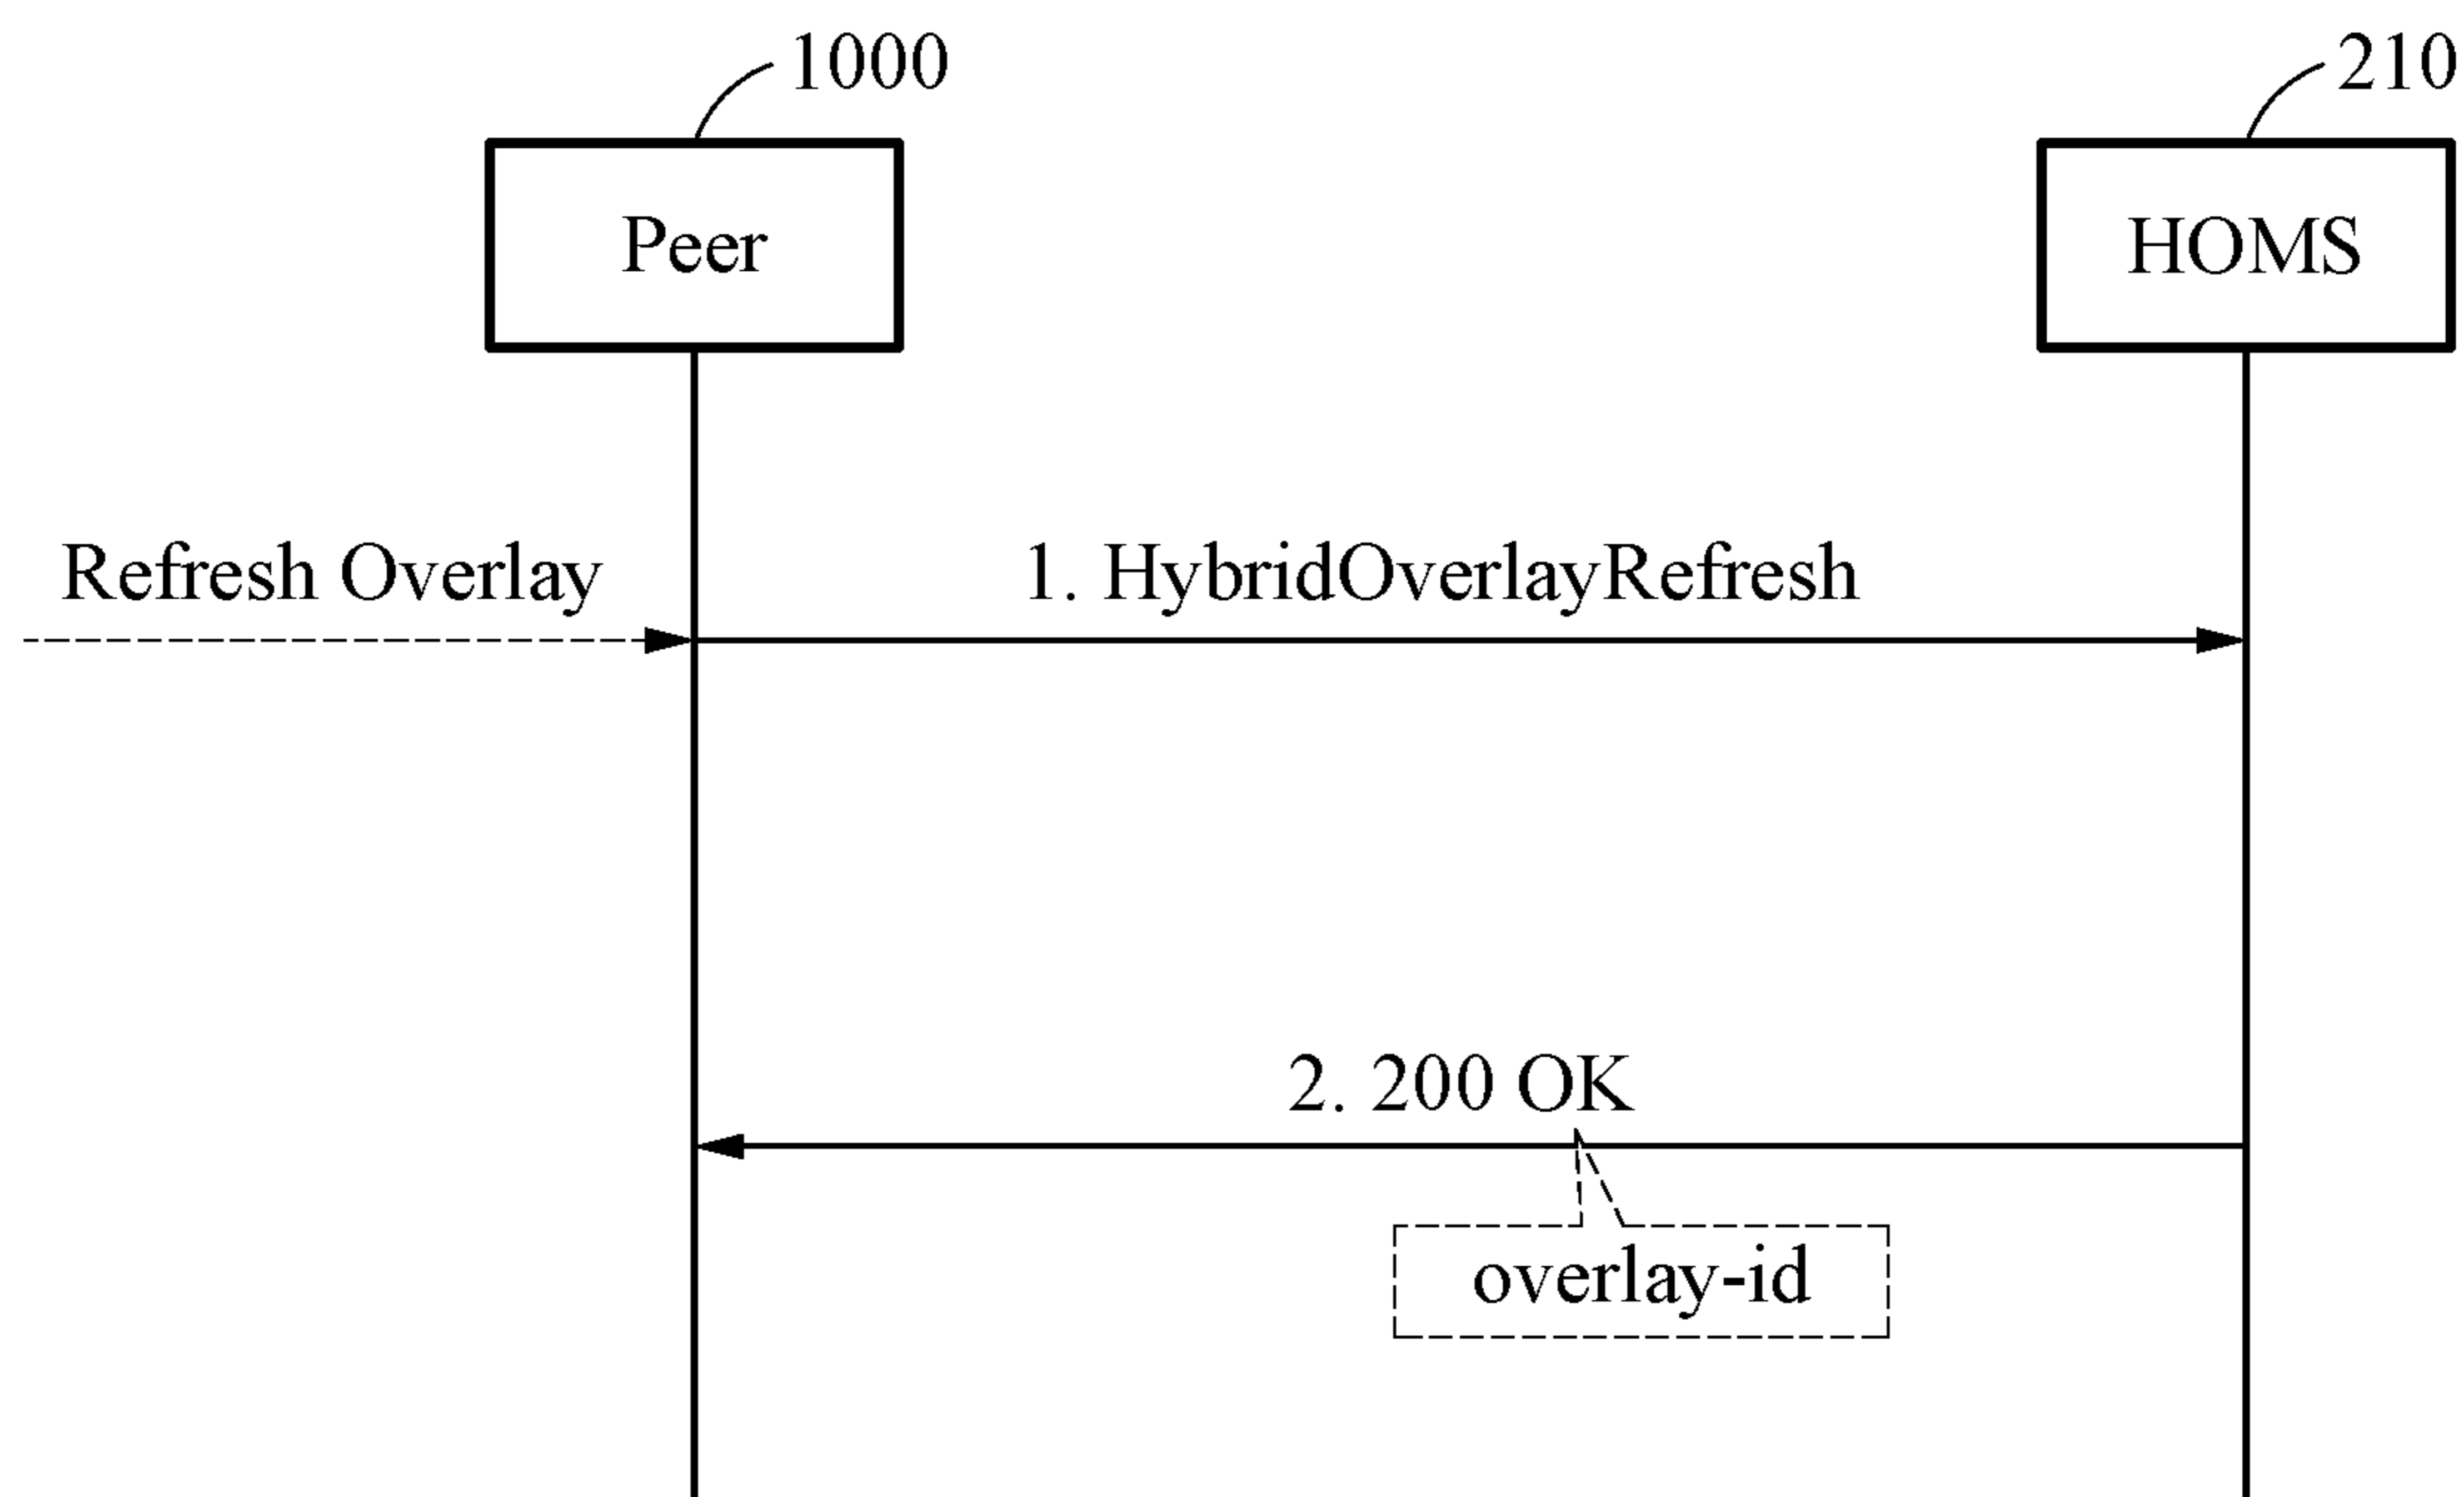 1000
210
Peer
HOMS
Refresh Overlay
1. HybridOverlayRefresh
2. 200 OK
overlay-id